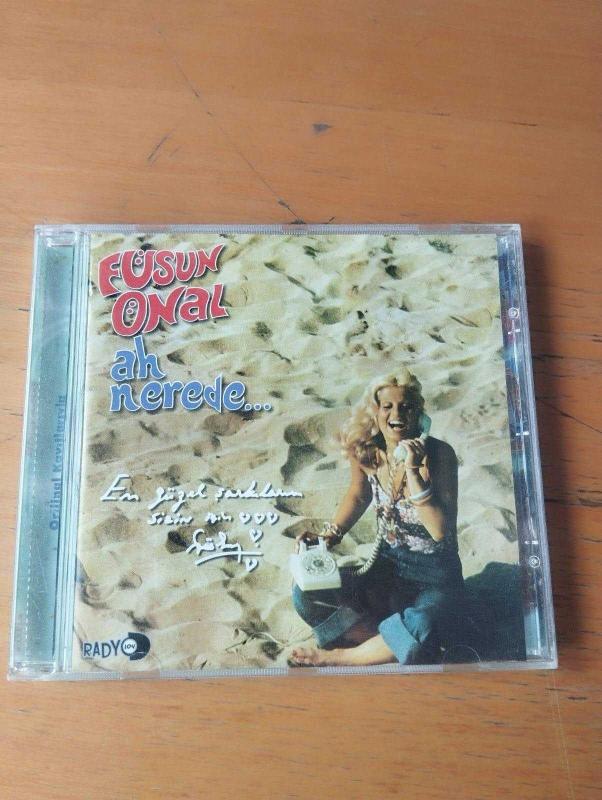 FÜSUN
ÖNAL
ah
nerede...
En güzel şarkılarım
sizin için
Orijinal Kayıtlarıyla
RADYO